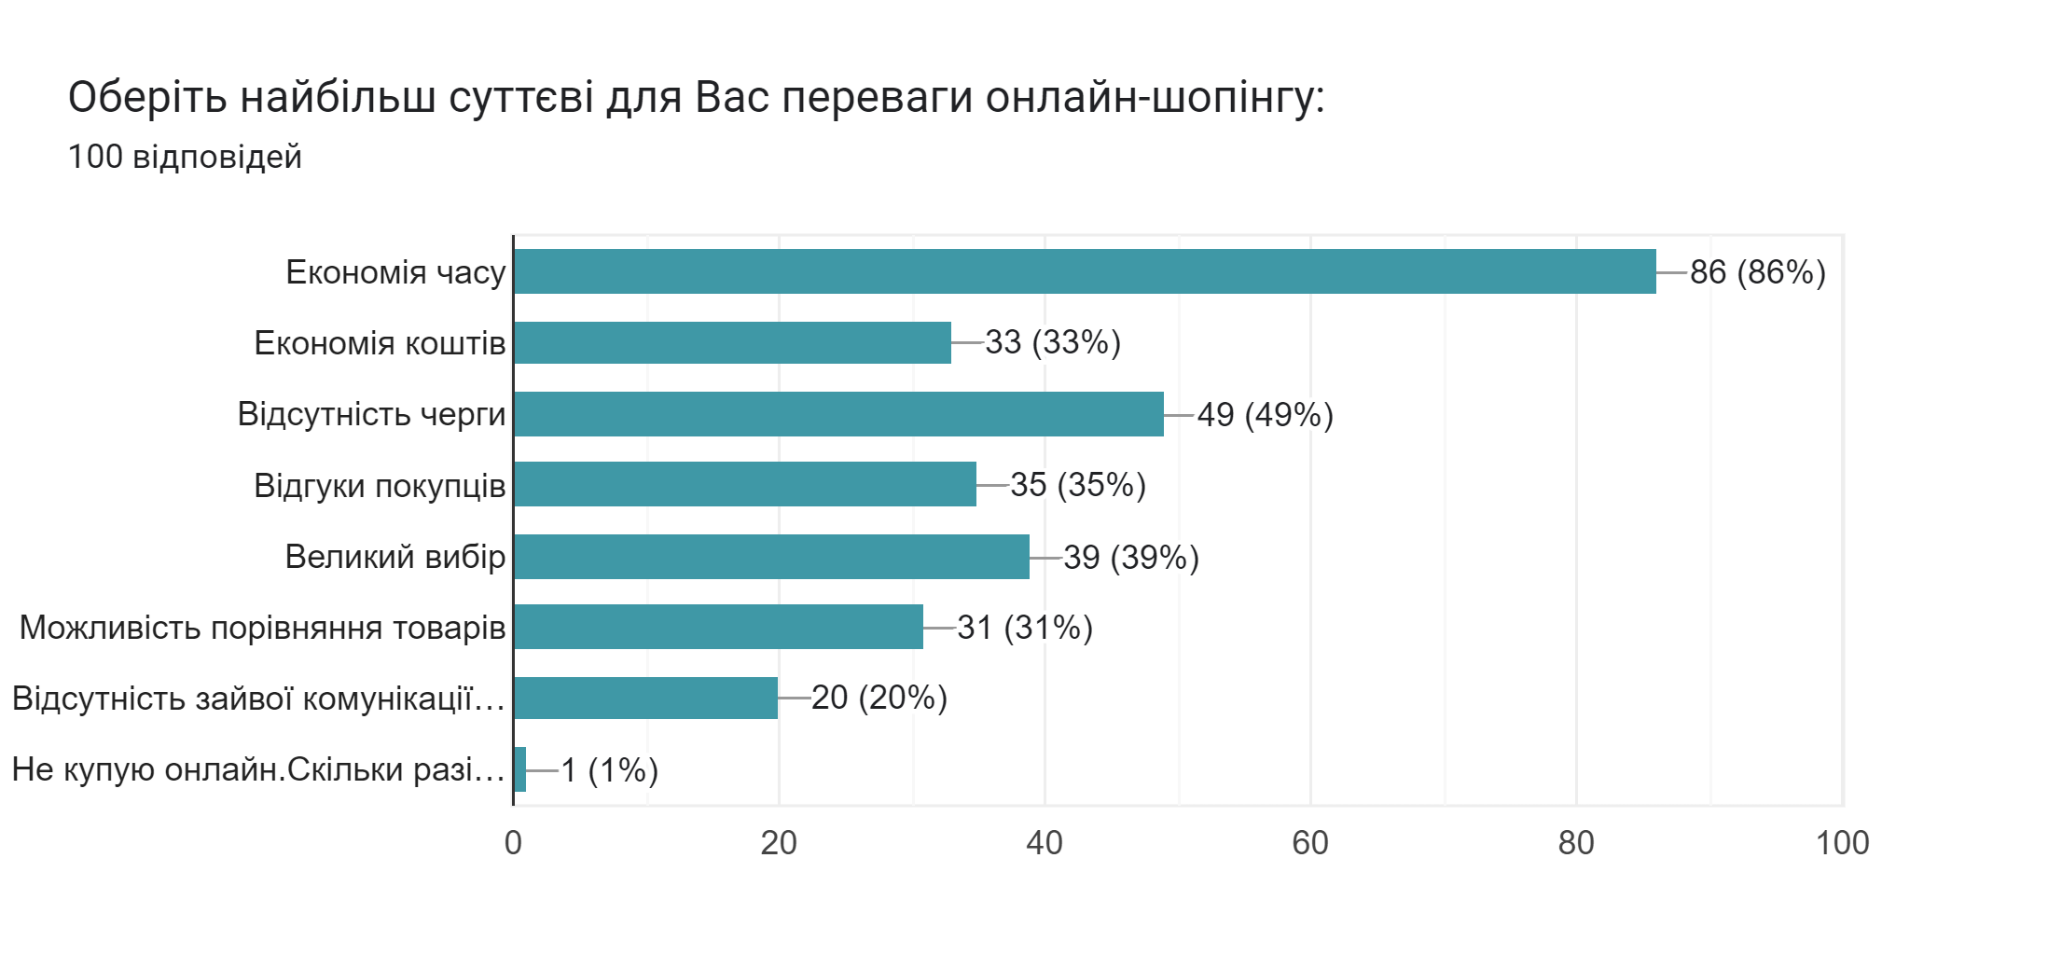 Оберіть найбільш суттєві для Вас переваги онлайн-шопінгу:
100 відповідей
Економія часу 86 (86%)
Економія коштів 33 (33%)
Відсутність черги 49 (49%)
Відгуки покупців 35 (35%)
Великий вибір 39 (39%)
Можливість порівняння товарів 31 (31%)
Відсутність зайвої комунікації… 20 (20%)
Не купую онлайн.Скільки разі… 1 (1%)
0 20 40 60 80 100